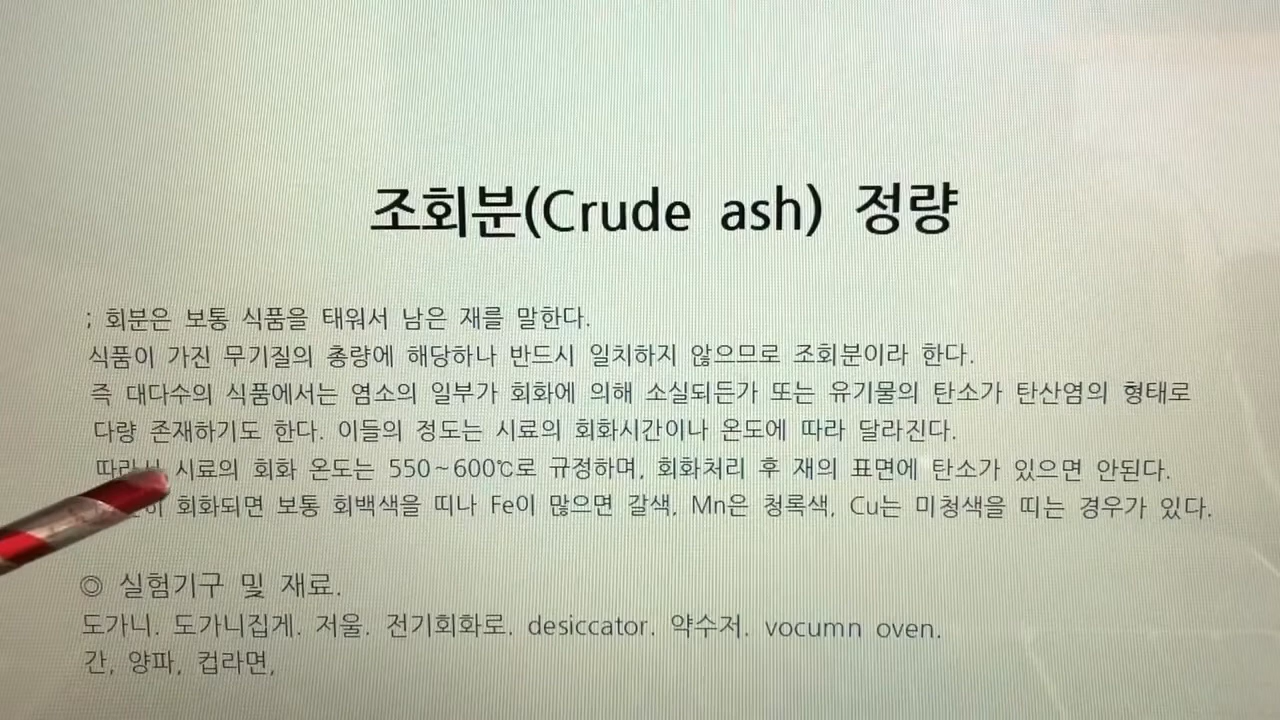 조회분(Crude ash) 정량
; 회분은 보통 식품을 태워서 남은 재를 말한다.
식품이 가진 무기질의 총량에 해당하나 반드시 일치하지 않으므로 조회분이라 한다.
즉 대다수의 식품에서는 염소의 일부가 회화에 의해 소실되든가 또는 유기물의 탄소가 탄산염의 형태로
다량 존재하기도 한다. 이들의 정도는 시료의 회화시간이나 온도에 따라 달라진다.
따라서 시료의 회화 온도는 550~600℃로 규정하며, 회화처리 후 재의 표면에 탄소가 있으면 안된다.
회화되면 보통 회백색을 띠나 Fe이 많으면 갈색, Mn은 청록색, Cu는 미청색을 띠는 경우가 있다.
◎ 실험기구 및 재료.
도가니. 도가니집게. 저울. 전기회화로. desiccator. 약수저. vocumn oven.
간, 양파, 컵라면,